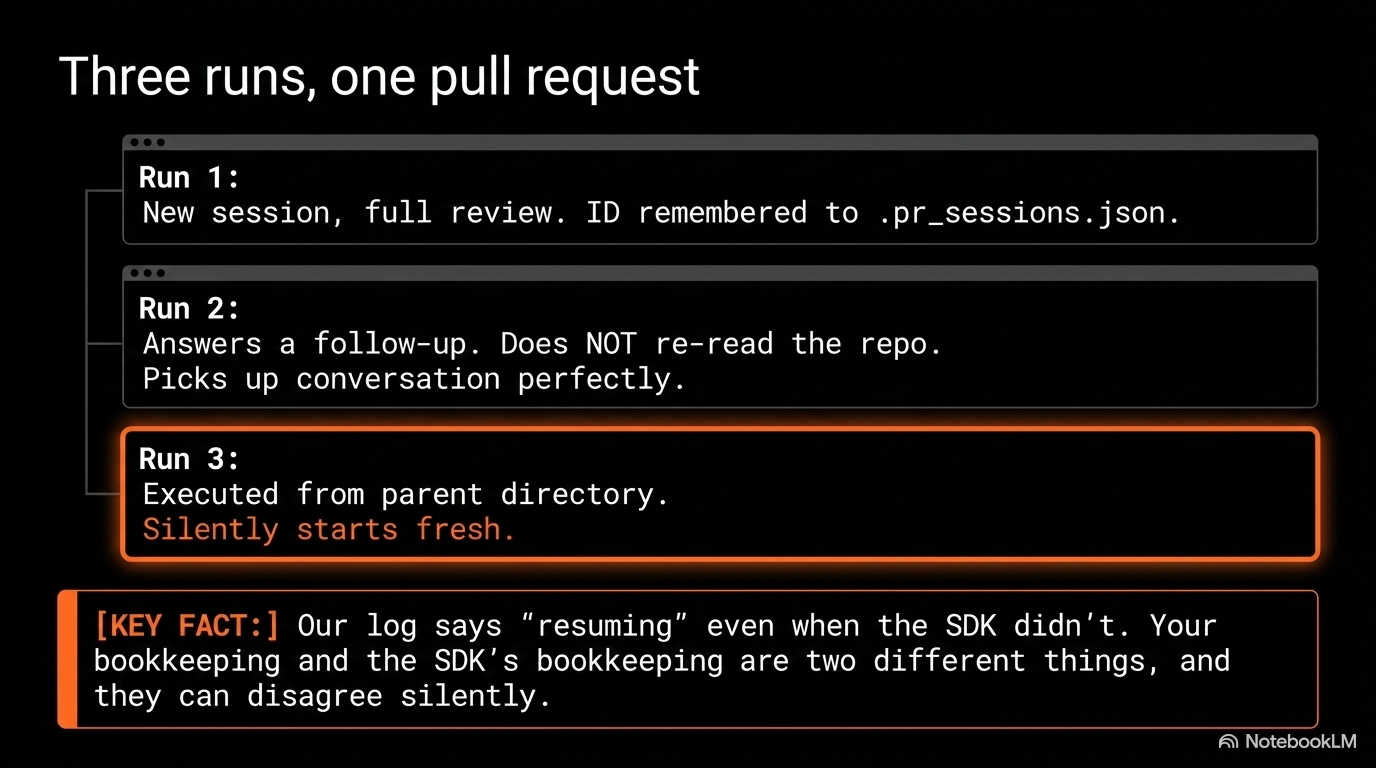 Three runs, one pull request
Run 1:
New session, full review. ID remembered to .pr_sessions.json.
Run 2:
Answers a follow-up. Does NOT re-read the repo.
Picks up conversation perfectly.
Run 3:
Executed from parent directory.
Silently starts fresh.
[KEY FACT:] Our log says “resuming” even when the SDK didn’t. Your
bookkeeping and the SDK’s bookkeeping are two different things, and
they can disagree silently.
NotebookLM